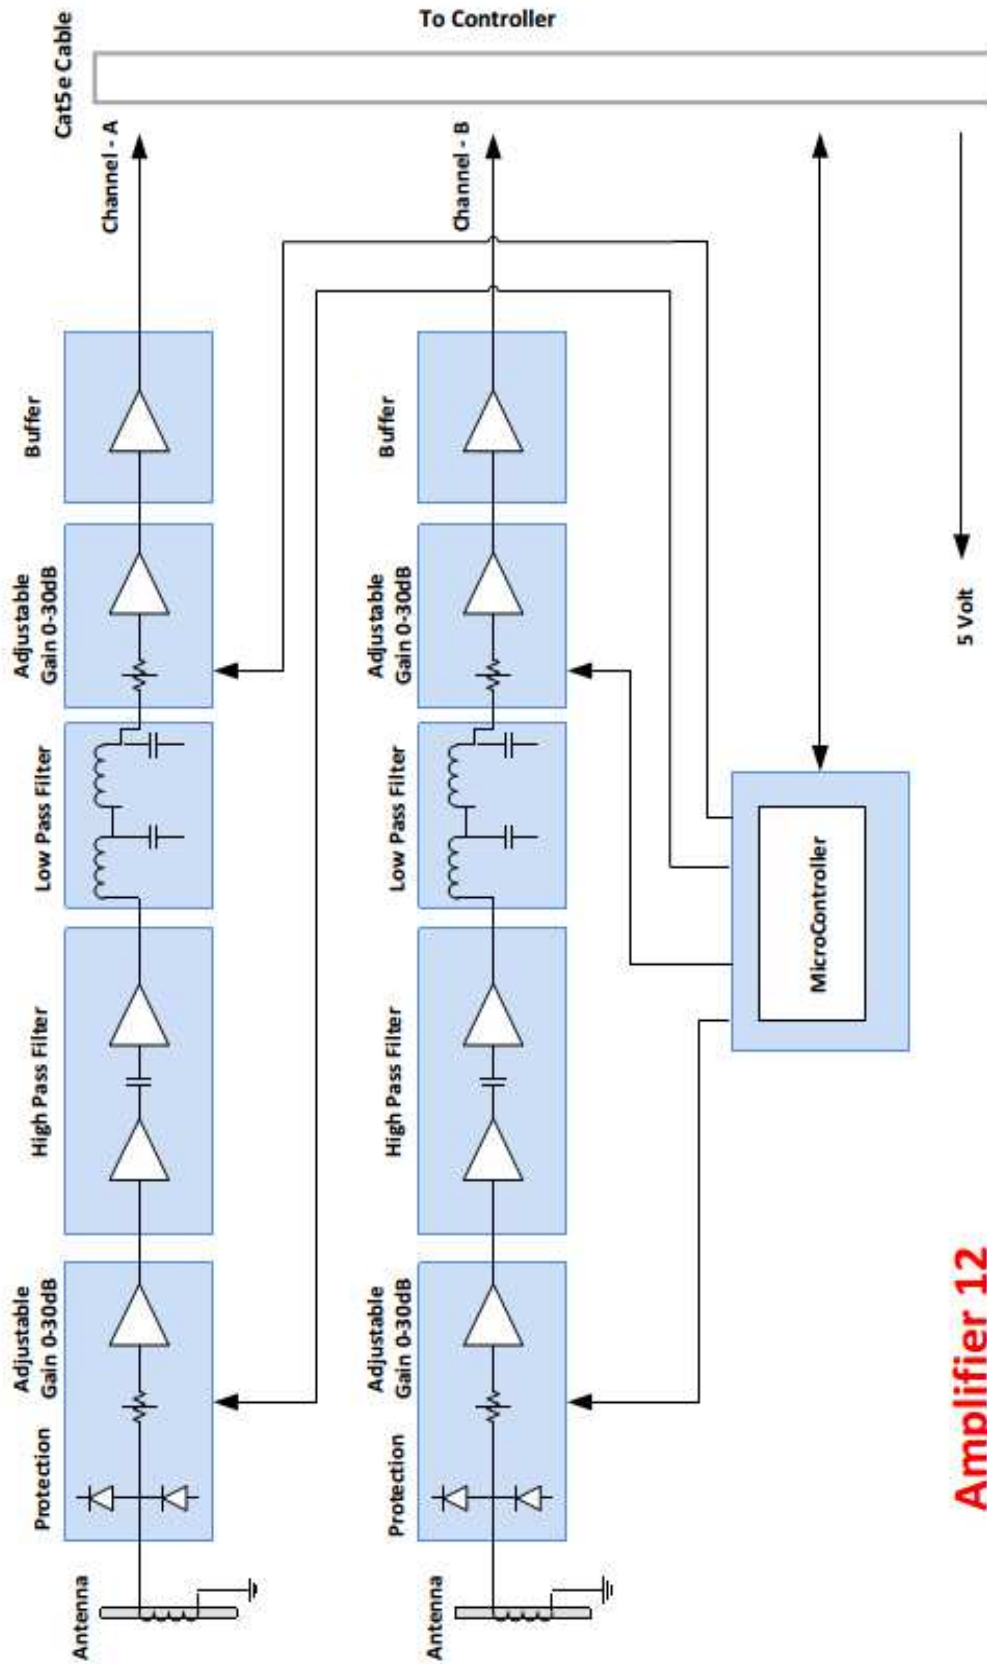 Antenna
Protection
Adjustable
Gain 0-30dB
High Pass Filter
Low Pass Filter
Adjustable
Gain 0-30dB
Buffer
Channel - A
Cat5e Cable
To Controller
Antenna
Protection
Adjustable
Gain 0-30dB
High Pass Filter
Low Pass Filter
Adjustable
Gain 0-30dB
Buffer
Channel - B
MicroController
5 Volt
Amplifier 12